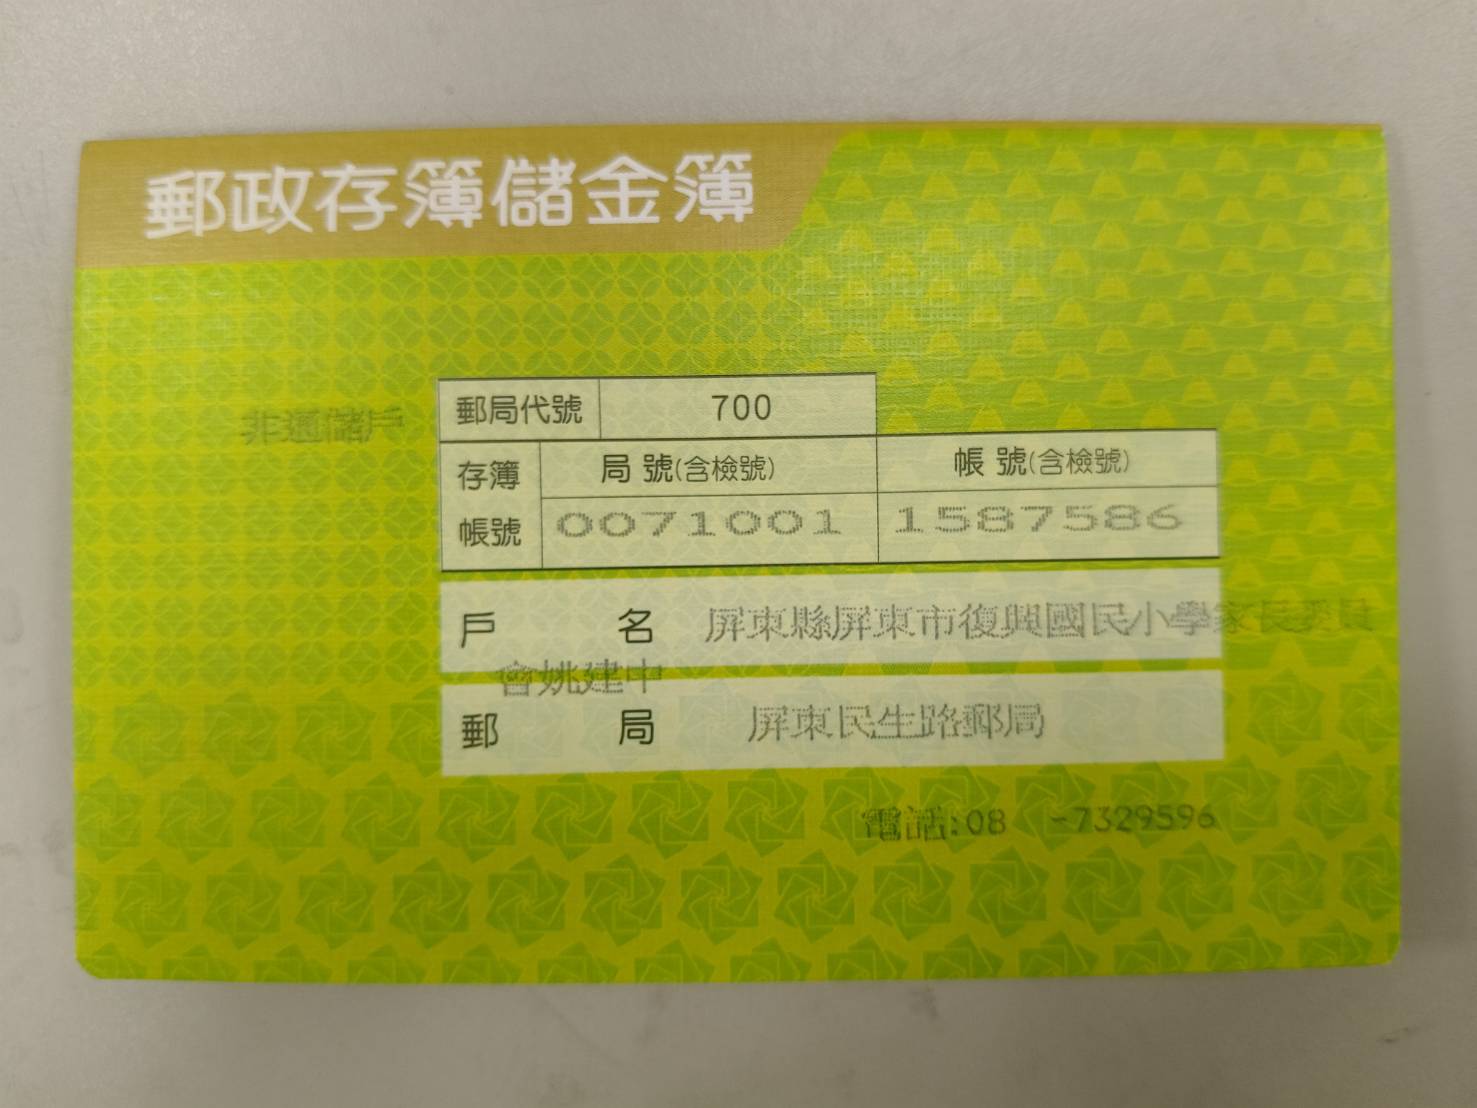 郵政存簿儲金簿
非通儲戶
郵局代號 700
存簿帳號 局號(含檢號) 帳號(含檢號)
0071001 1587586
戶名 屏東縣屏東市復興國民小學家長委員
會姚建中
郵局 屏東民生路郵局
電話:08 -7329596